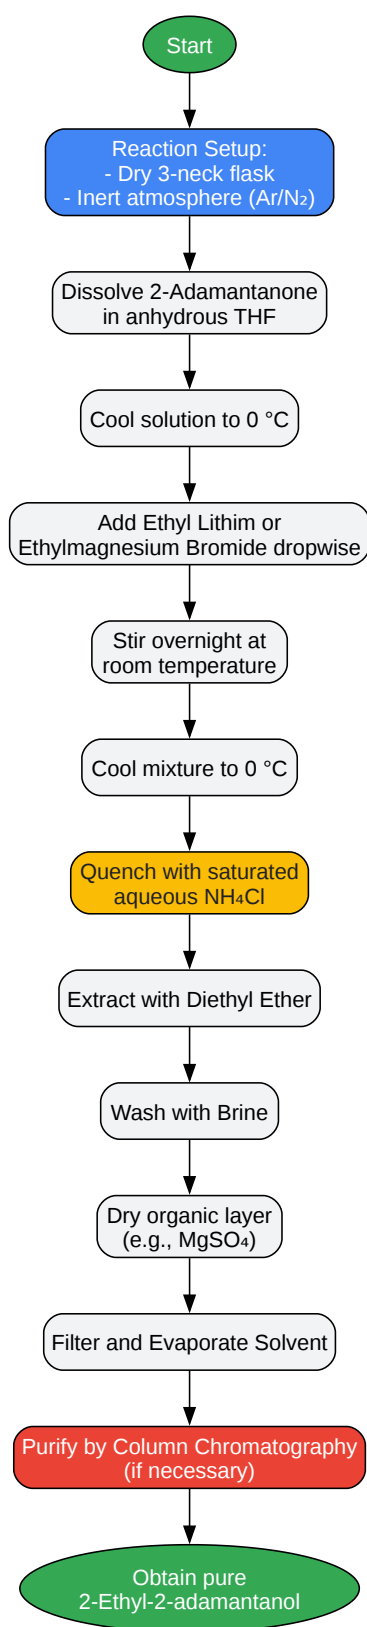 Start
Reaction Setup:
- Dry 3-neck flask
- Inert atmosphere (Ar/N₂)
Dissolve 2-Adamantanone
in anhydrous THF
Cool solution to 0 °C
Add Ethyl Lithim or
Ethylmagnesium Bromide dropwise
Stir overnight at
room temperature
Cool mixture to 0 °C
Quench with saturated
aqueous NH₄Cl
Extract with Diethyl Ether
Wash with Brine
Dry organic layer
(e.g., MgSO₄)
Filter and Evaporate Solvent
Purify by Column Chromatography
(if necessary)
Obtain pure
2-Ethyl-2-adamantanol